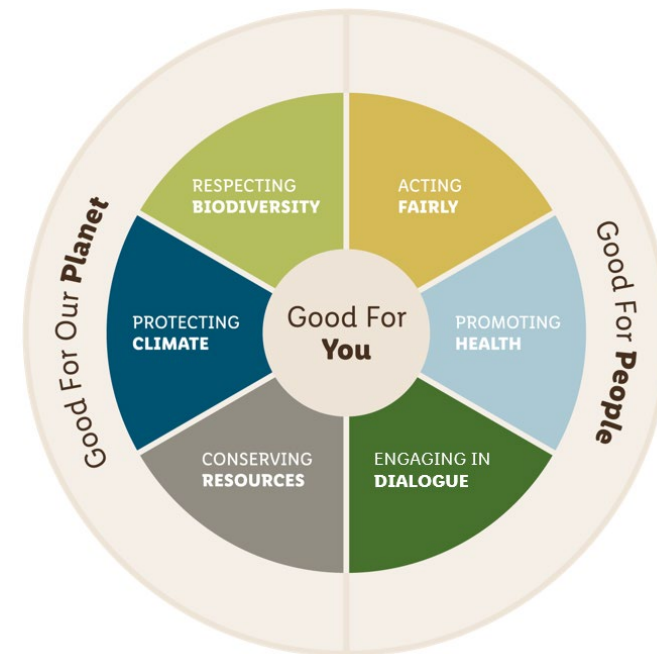 Good For Our Planet
RESPECTING
BIODIVERSITY
PROTECTING
CLIMATE
CONSERVING
RESOURCES
Good For
You
ACTING
FAIRLY
PROMOTING
HEALTH
ENGAGING IN
DIALOGUE
Good For People